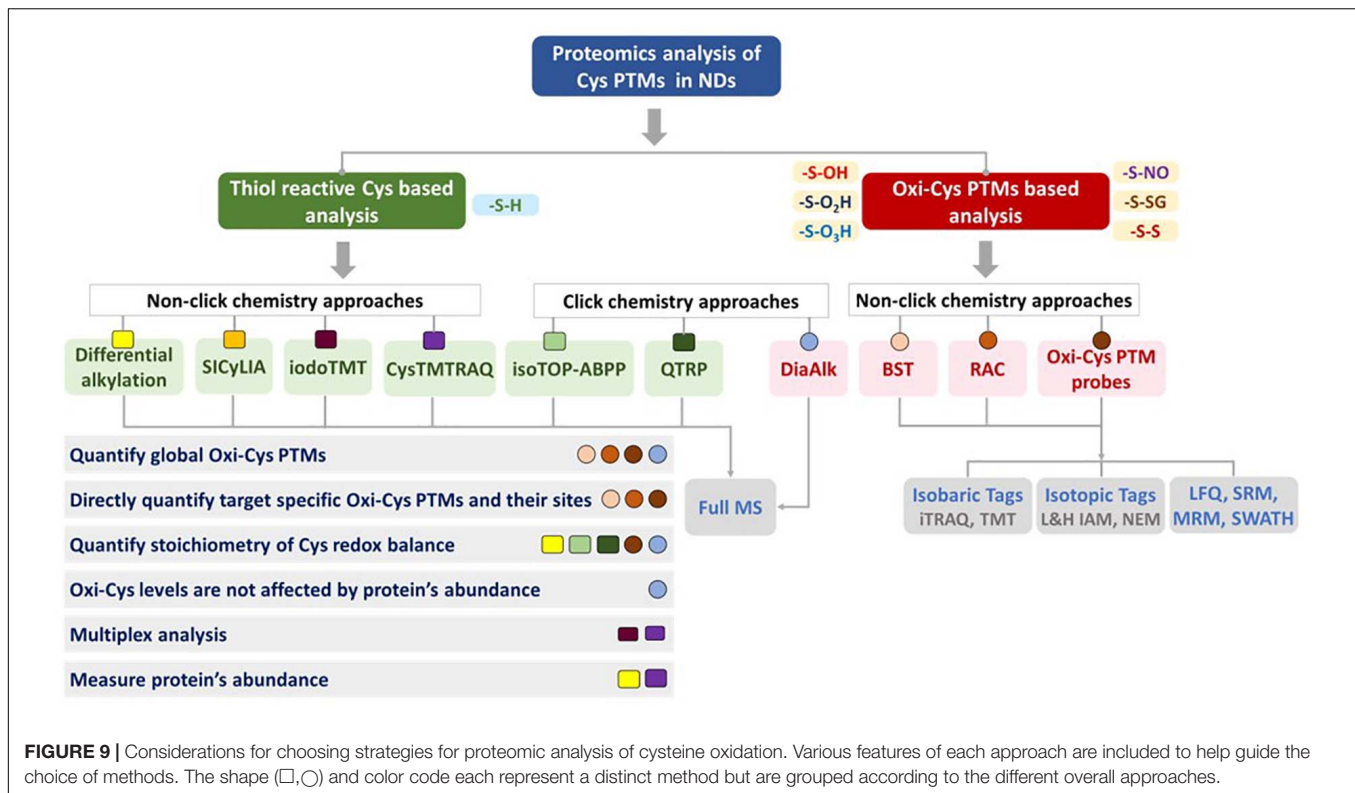 Proteomics analysis of
Cys PTMs in NDs
Thiol reactive Cys based
analysis
-S-H
-S-OH
-S-O₂H
-S-O₃H
Oxi-Cys PTMs based
analysis
-S-NO
-S-SG
-S-S
Non-click chemistry approaches
Click chemistry approaches
Non-click chemistry approaches
Differential
alkylation
SICyLIA
iodoTMT
CysTMTRAQ
isoTOP-ABPP
QTRP
DiaAlk
BST
RAC
Oxi-Cys PTM
probes
Quantify global Oxi-Cys PTMs
Directly quantify target specific Oxi-Cys PTMs and their sites
Quantify stoichiometry of Cys redox balance
Oxi-Cys levels are not affected by protein’s abundance
Multiplex analysis
Measure protein’s abundance
Full MS
Isobaric Tags
iTRAQ, TMT
Isotopic Tags
L&H IAM, NEM
LFQ, SRM,
MRM, SWATH
FIGURE 9 | Considerations for choosing strategies for proteomic analysis of cysteine oxidation. Various features of each approach are included to help guide the
choice of methods. The shape (□,○) and color code each represent a distinct method but are grouped according to the different overall approaches.